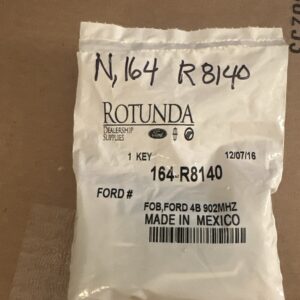 N,164 R8140
ROTUNDA
DEALERSHIP
SUPPLIES
Ford
1 KEY 12/07/16
164-R8140
FORD #
FOB,FORD 4B 902MHZ
MADE IN MEXICO